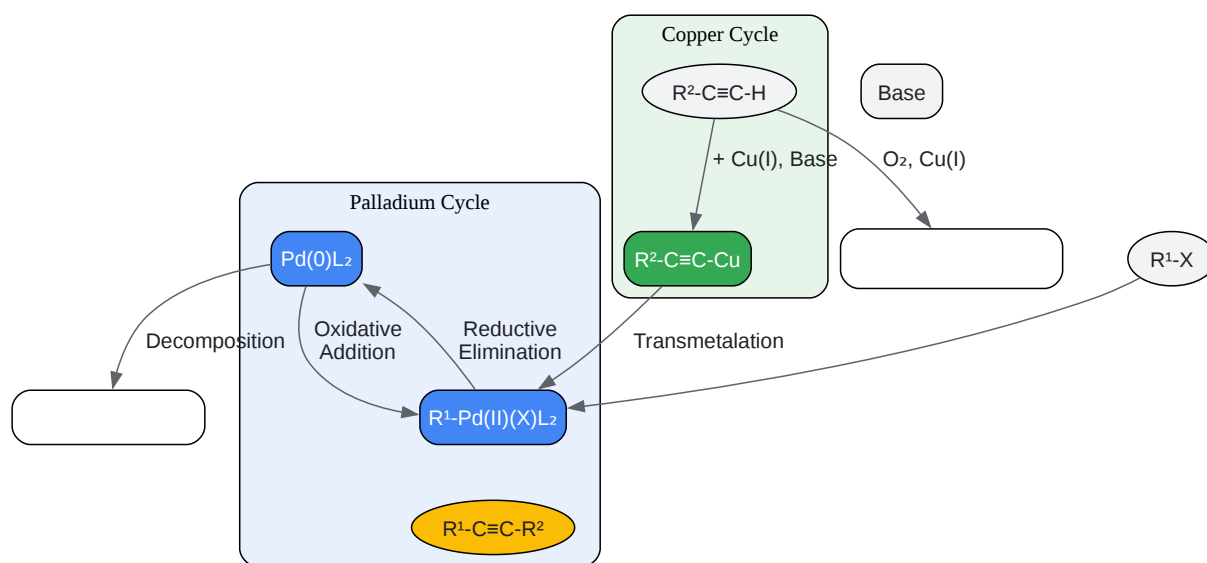 Copper Cycle
R²-C≡C-H
Base
+ Cu(I), Base
O₂, Cu(I)
Palladium Cycle
Pd(0)L₂
R²-C≡C-Cu
R¹-X
Decomposition
Oxidative
Addition
Reductive
Elimination
Transmetalation
R¹-Pd(II)(X)L₂
R¹-C≡C-R²